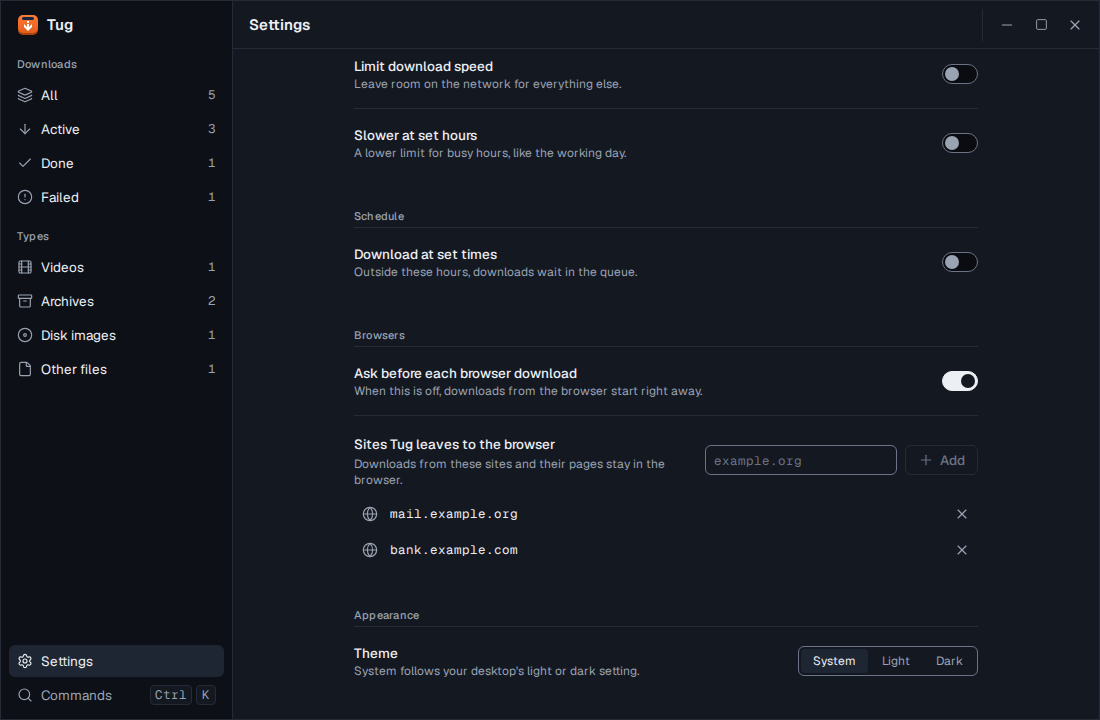 Tug
Settings
Downloads
All 5
Active 3
Done 1
Failed 1
Types
Videos 1
Archives 2
Disk images 1
Other files 1
Settings
Commands Ctrl K
Limit download speed
Leave room on the network for everything else.
Slower at set hours
A lower limit for busy hours, like the working day.
Schedule
Download at set times
Outside these hours, downloads wait in the queue.
Browsers
Ask before each browser download
When this is off, downloads from the browser start right away.
Sites Tug leaves to the browser
Downloads from these sites and their pages stay in the
browser.
example.org
Add
mail.example.org
bank.example.com
Appearance
Theme
System follows your desktop's light or dark setting.
System Light Dark